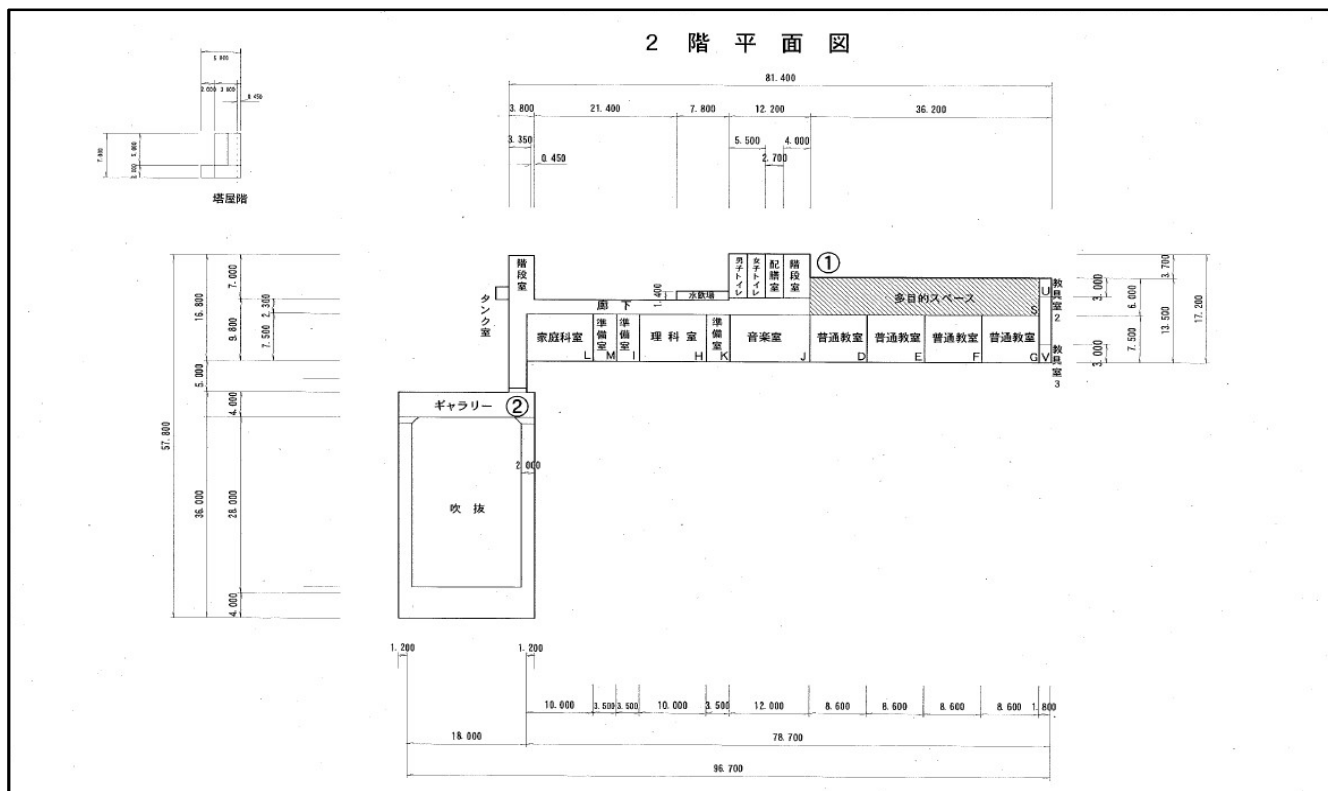 2 階 平 面 図
5.800
2.000 3.800
0.450
塔屋階
81.400
3.800 21.400 7.800 12.200 36.200
3.350 5.500 4.000
0.450 2.700
階段室
タンク室
廊 下
1.400
水飲場
男子トイレ
女子トイレ
配膳室
階段室
①
多目的スペース
S
U
教具室2
家庭科室 L
準備室 M
準備室 I
理 科 室 H
準備室 K
音楽室 J
普通教室 D
普通教室 E
普通教室 F
普通教室 G
V
教具室3
7.000
16.800
2.300
9.800
7.500
5.000
4.000
57.800
36.000
28.000
4.000
3.700
3.000
6.000
13.500
17.200
7.500
3.000
ギャラリー ②
2.000
吹 抜
1.200 1.200
10.000 3.500 3.500 10.000 3.500 12.000 8.600 8.600 8.600 8.600 1.800
18.000 78.700
96.700